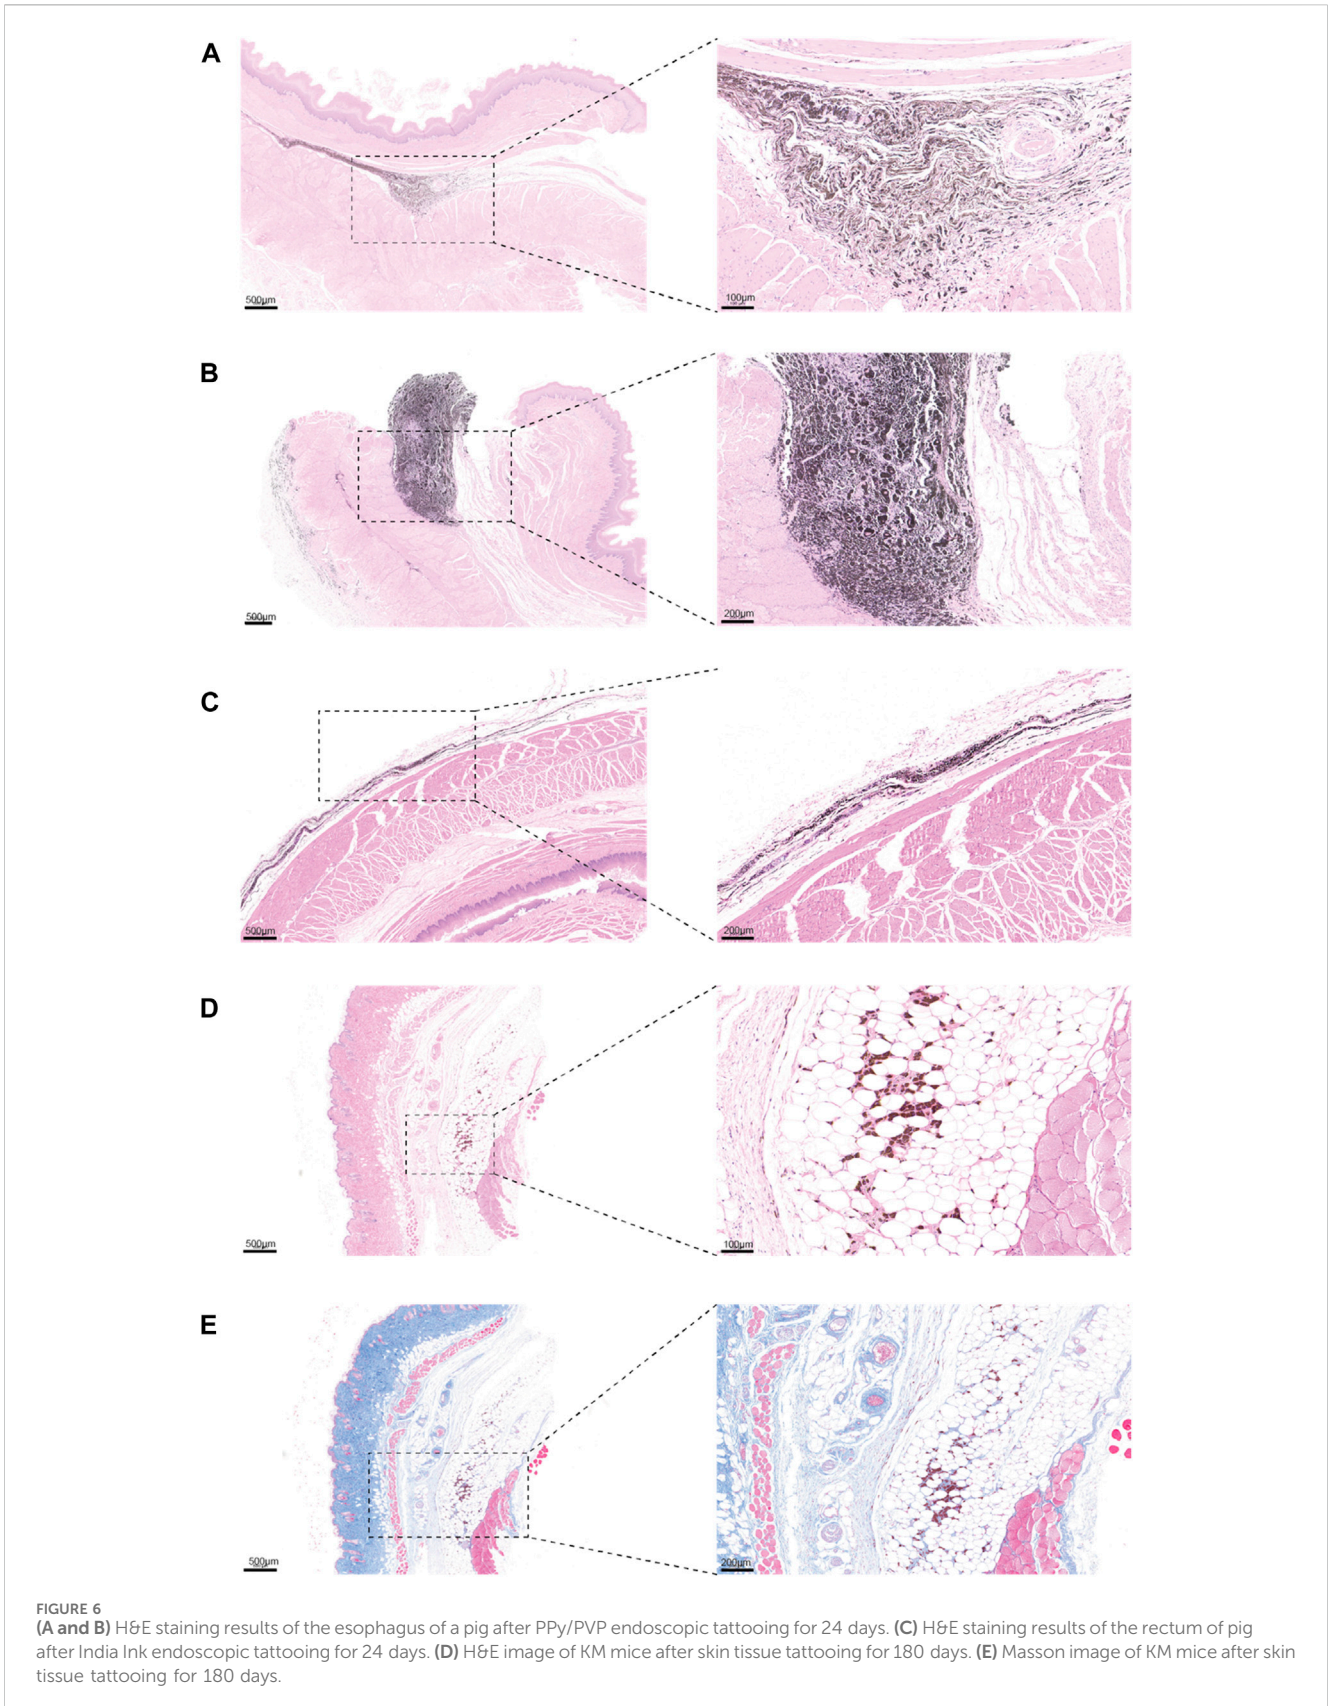 A
500μm
100μm
B
500μm
200μm
C
500μm
200μm
D
500μm
100μm
E
500μm
200μm
FIGURE 6
(A and B) H&E staining results of the esophagus of a pig after PPy/PVP endoscopic tattooing for 24 days. (C) H&E staining results of the rectum of pig
after India Ink endoscopic tattooing for 24 days. (D) H&E image of KM mice after skin tissue tattooing for 180 days. (E) Masson image of KM mice after skin
tissue tattooing for 180 days.